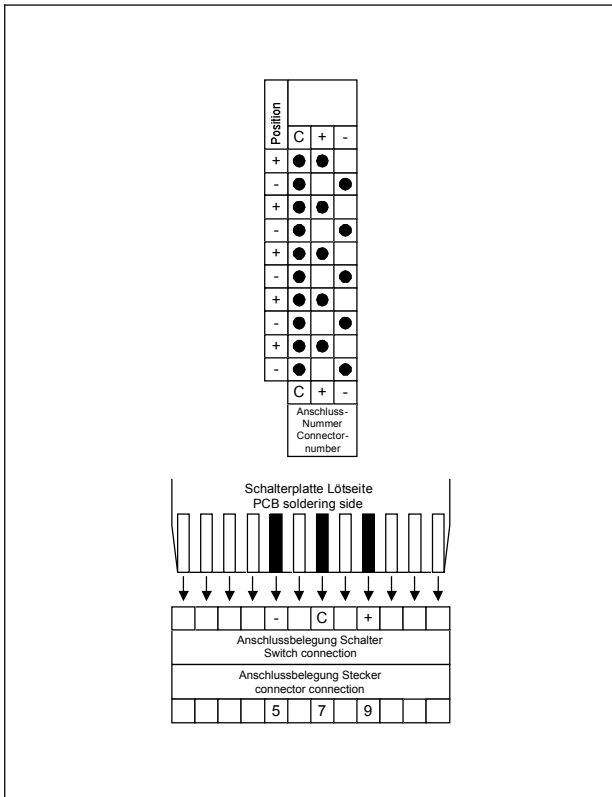 Position
C + -
+
-
+
-
+
-
+
-
+
-
C + -
Anschluss-
Nummer
Connector-
number
Schalterplatte Lötseite
PCB soldering side
- C +
Anschlussbelegung Schalter
Switch connection
Anschlussbelegung Stecker
connector connection
5 7 9